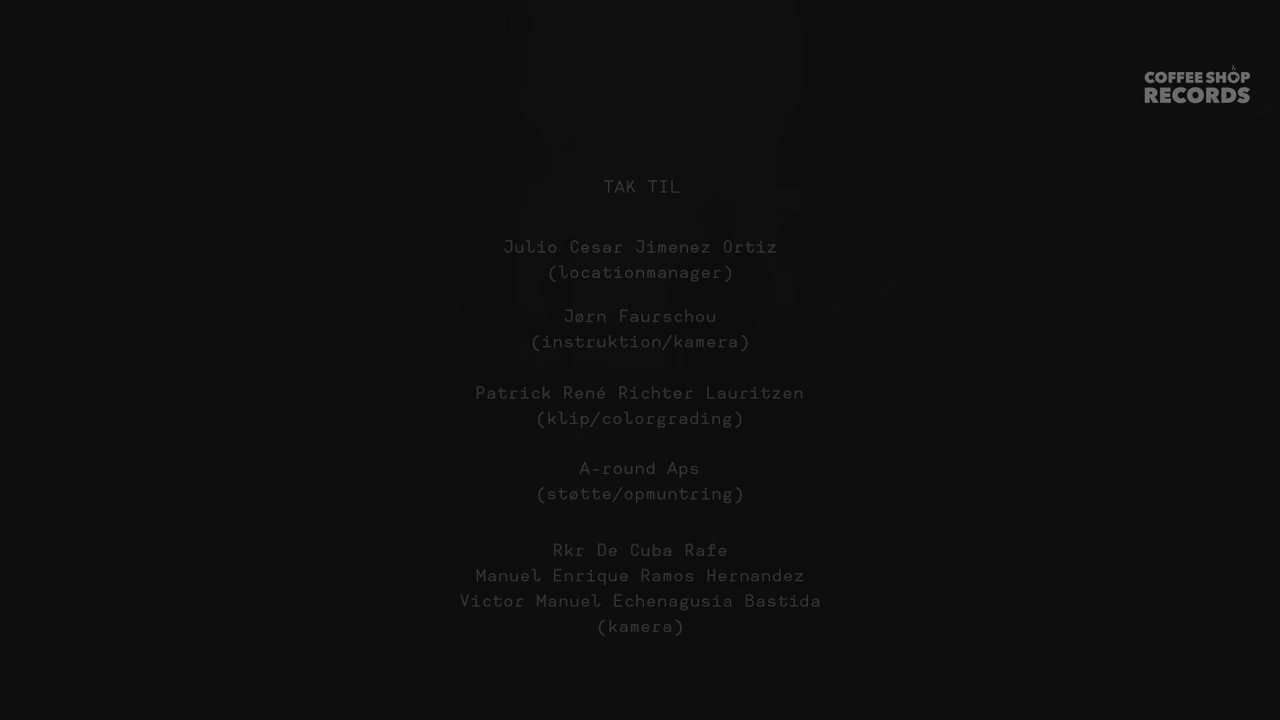 COFFEE SHOP
RECORDS
TAK TIL
Julio Cesar Jimenez Ortiz
(locationmanager)
Jørn Faurschou
(instruktion/kamera)
Patrick René Richter Lauritzen
(klip/colorgrading)
A-round Aps
(støtte/opmuntring)
Rkr De Cuba Rafe
Manuel Enrique Ramos Hernandez
Victor Manuel Echenagusia Bastida
(kamera)